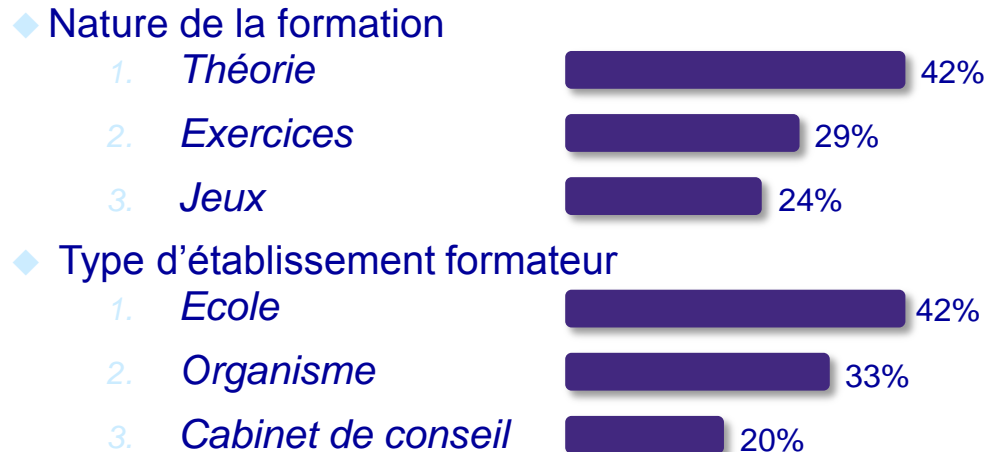 Nature de la formation
1. Théorie 42%
2. Exercices 29%
3. Jeux 24%
Type d’établissement formateur
1. Ecole 42%
2. Organisme 33%
3. Cabinet de conseil 20%